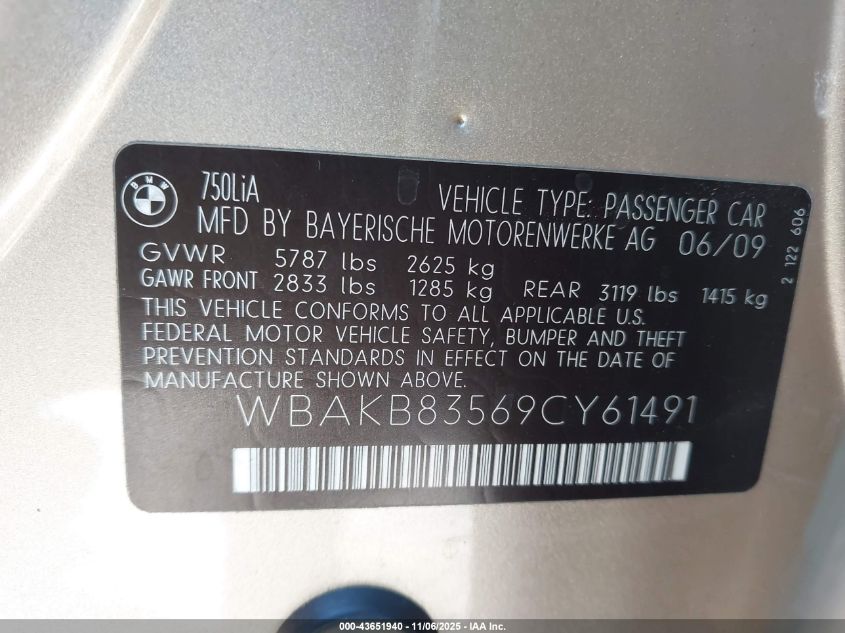 BMW
750LiA VEHICLE TYPE: PASSENGER CAR
MFD BY BAYERISCHE MOTORENWERKE AG 06/09
GVWR 5787 lbs 2625 kg
GAWR FRONT 2833 lbs 1285 kg REAR 3119 lbs 1415 kg
THIS VEHICLE CONFORMS TO ALL APPLICABLE U.S.
FEDERAL MOTOR VEHICLE SAFETY, BUMPER AND THEFT
PREVENTION STANDARDS IN EFFECT ON THE DATE OF
MANUFACTURE SHOWN ABOVE.
WBAKB83569CY61491
2 122 606
000-43651940 - 11/06/2025 - IAA Inc.